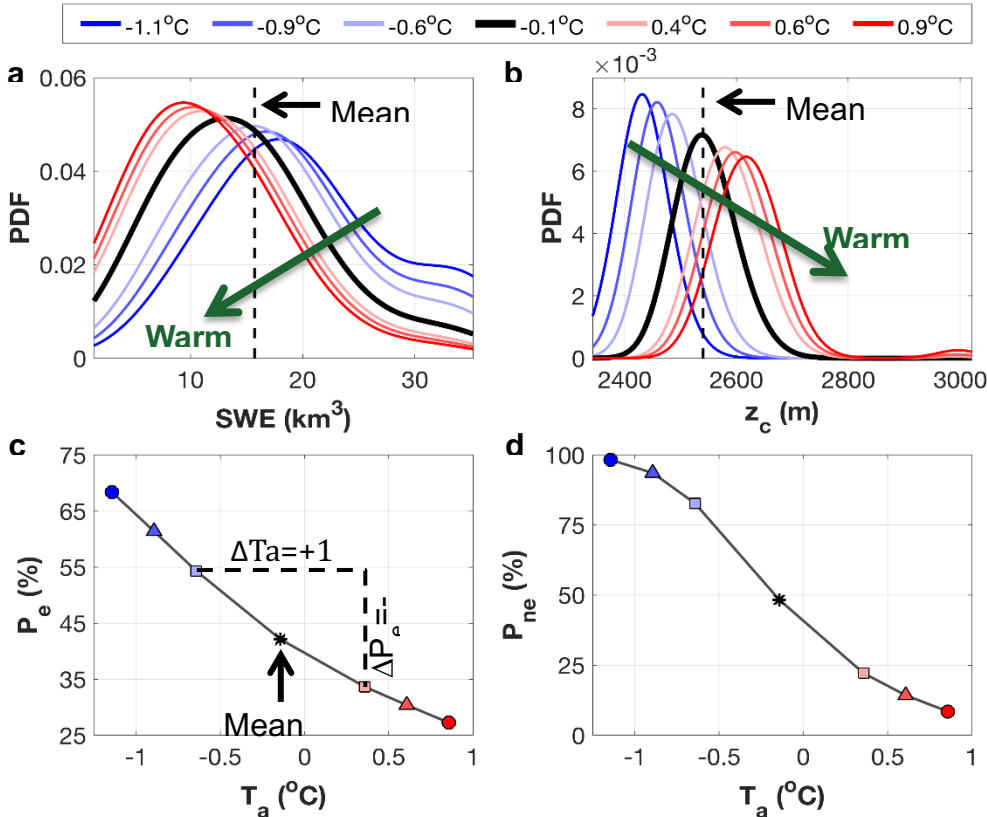 -1.1°C -0.9°C -0.6°C -0.1°C 0.4°C 0.6°C 0.9°C
a
0.06
0.04
0.02
0
PDF
Mean
Warm
10 20 30
SWE (km³)
b
×10⁻³
8
6
4
2
0
PDF
Mean
Warm
2400 2600 2800 3000
z_c (m)
c
75
65
55
45
35
25
P_e (%)
ΔTa=+1
ΔP_e=-
Mean
-1 -0.5 0 0.5 1
T_a (°C)
d
100
75
50
25
0
P_ne (%)
-1 -0.5 0 0.5 1
T_a (°C)